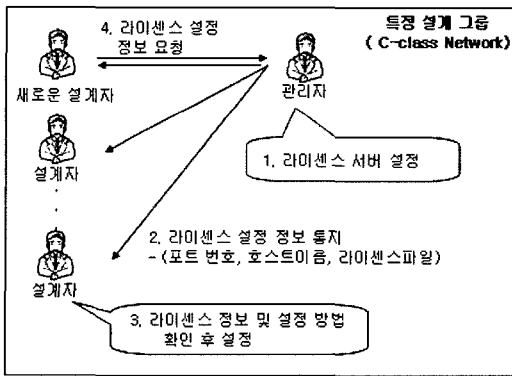 특정 설계 그룹
( C-class Network)
4. 라이센스 설정
정보 요청
새로운 설계자
관리자
설계자
1. 라이센스 서버 설정
2. 라이센스 설정 정보 통지
- (포트 번호, 호스트이름, 라이센스파일)
설계자
3. 라이센스 정보 및 설정 방법
확인 후 설정